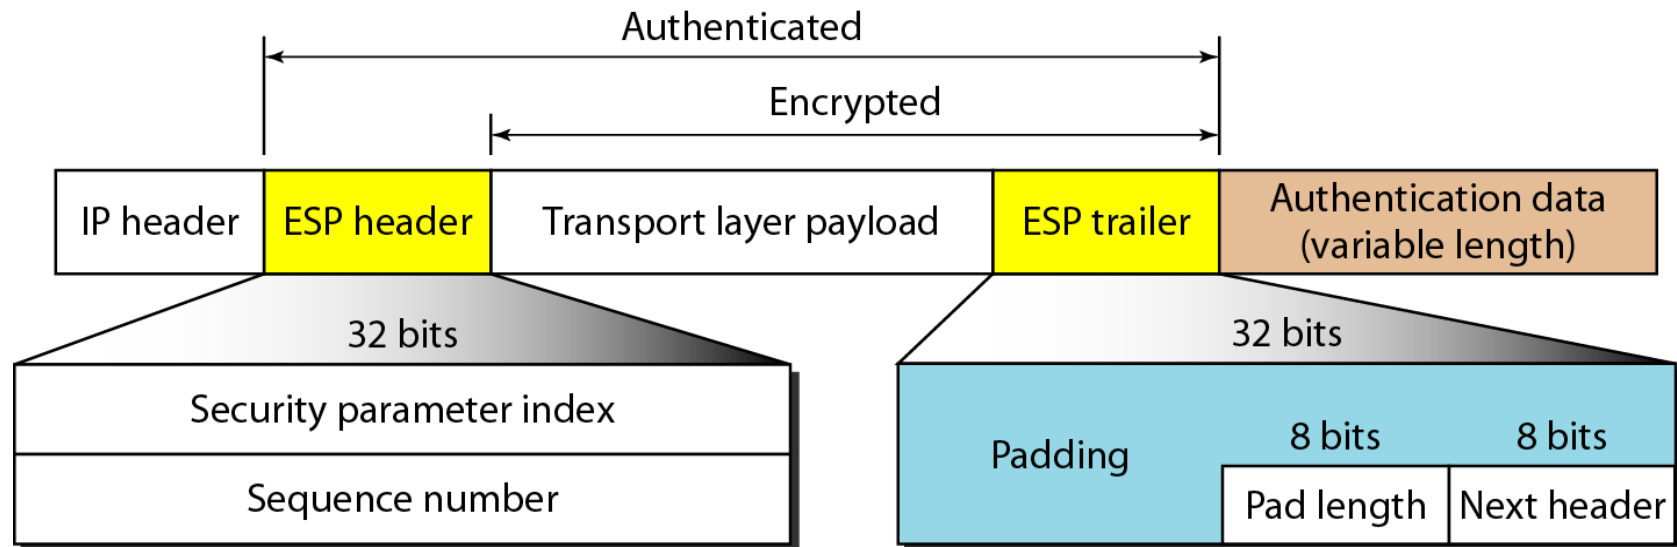 Authenticated
Encrypted
IP header
ESP header
Transport layer payload
ESP trailer
Authentication data
(variable length)
32 bits
Security parameter index
Sequence number
32 bits
Padding
8 bits
8 bits
Pad length
Next header